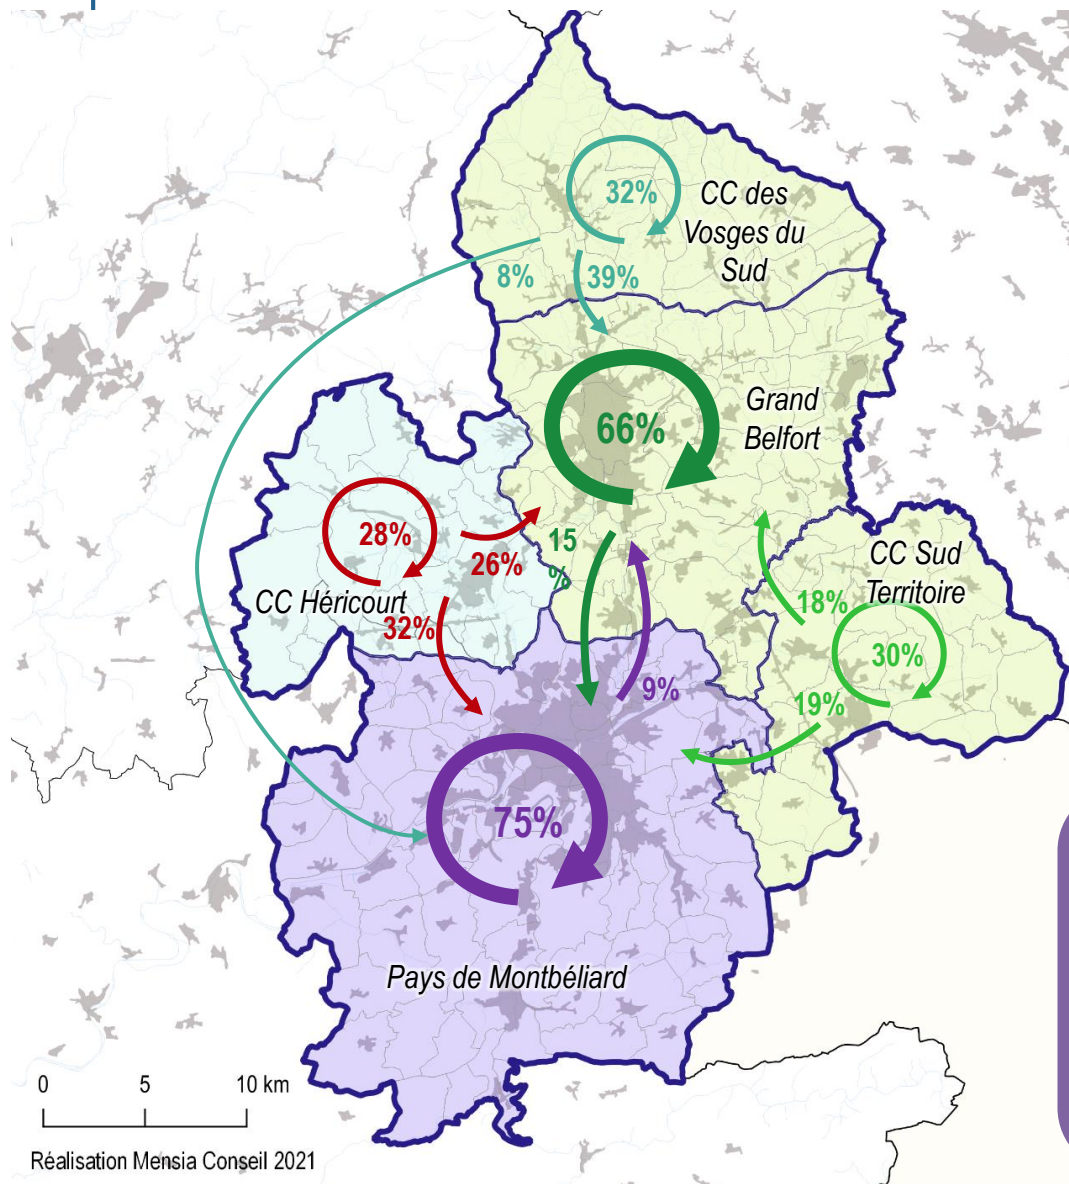 32%
CC des
Vosges du
Sud
8%
39%
Grand
Belfort
66%
28%
26%
15
%
CC Sud
Territoire
CC Héricourt
18%
32%
30%
9%
19%
75%
Pays de Montbéliard
0 5 10 km
Réalisation Mensia Conseil 2021